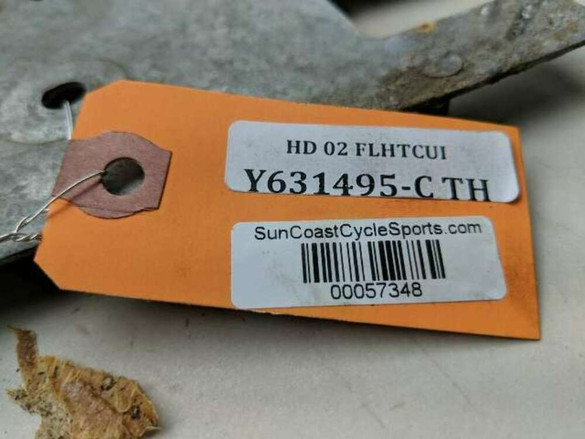 HD 02 FLHTCUI
Y631495-C TH
SunCoastCycleSports.com
00057348